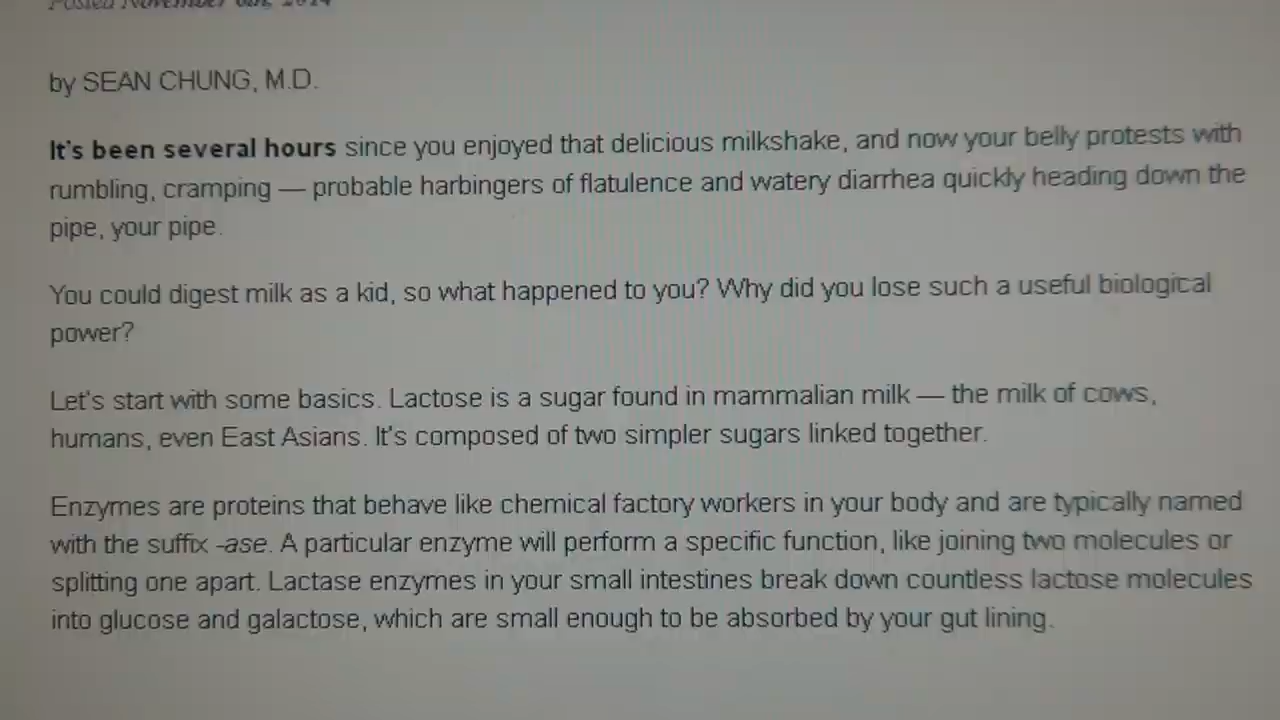 Posted November 6th, 2014
by SEAN CHUNG, M.D.
It's been several hours since you enjoyed that delicious milkshake, and now your belly protests with
rumbling, cramping — probable harbingers of flatulence and watery diarrhea quickly heading down the
pipe, your pipe.
You could digest milk as a kid, so what happened to you? Why did you lose such a useful biological
power?
Let's start with some basics. Lactose is a sugar found in mammalian milk — the milk of cows,
humans, even East Asians. It's composed of two simpler sugars linked together.
Enzymes are proteins that behave like chemical factory workers in your body and are typically named
with the suffix -ase. A particular enzyme will perform a specific function, like joining two molecules or
splitting one apart. Lactase enzymes in your small intestines break down countless lactose molecules
into glucose and galactose, which are small enough to be absorbed by your gut lining.